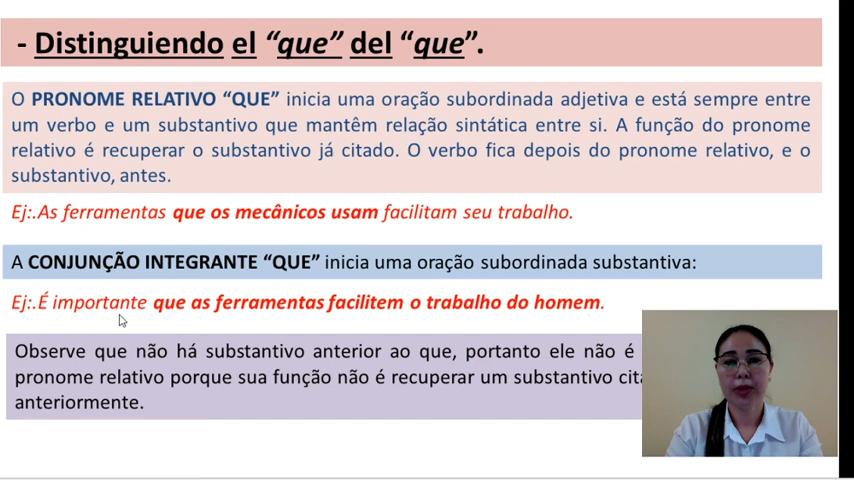 - Distinguiendo el “que” del “que”.
O PRONOME RELATIVO “QUE” inicia uma oração subordinada adjetiva e está sempre entre
um verbo e um substantivo que mantêm relação sintática entre si. A função do pronome
relativo é recuperar o substantivo já citado. O verbo fica depois do pronome relativo, e o
substantivo, antes.
Ej:.As ferramentas que os mecânicos usam facilitam seu trabalho.
A CONJUNÇÃO INTEGRANTE “QUE” inicia uma oração subordinada substantiva:
Ej:.É importante que as ferramentas facilitem o trabalho do homem.
Observe que não há substantivo anterior ao que, portanto ele não é
pronome relativo porque sua função não é recuperar um substantivo cita
anteriormente.